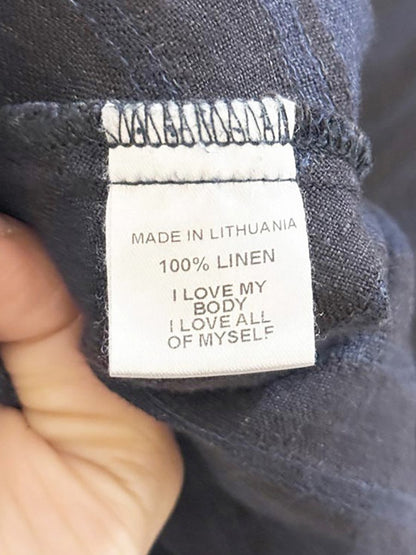 MADE IN LITHUANIA
100% LINEN
I LOVE MY
BODY
I LOVE ALL
OF MYSELF